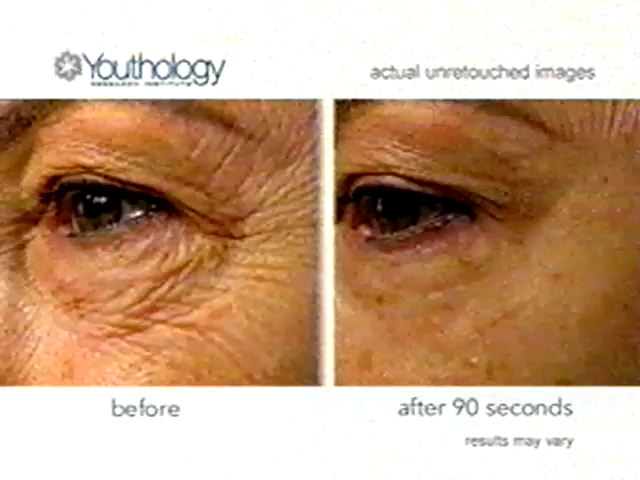 Youthology
actual unretouched images
before
after 90 seconds
results may vary